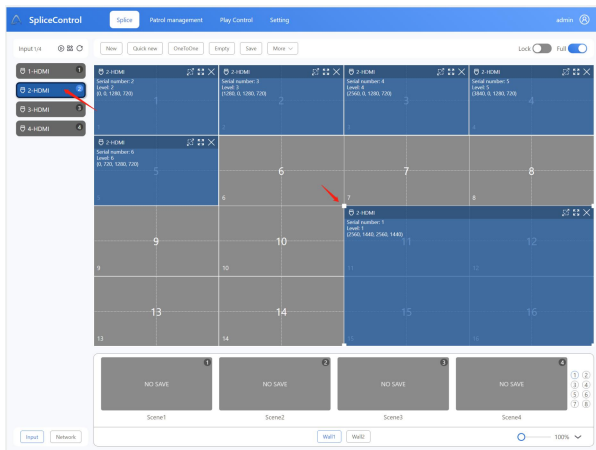 SpliceControl
Splice
Patrol management
Play Control
Setting
admin
Input 1/4
New
Quick new
OneToOne
Empty
Save
More
Lock
Full
1-HDMI 1
2-HDMI 2
3-HDMI 3
4-HDMI 4
2-HDMI
Serial number: 2
Level: 2
(0, 0, 1280, 720)
1
2-HDMI
Serial number: 3
Level: 3
(1280, 0, 1280, 720)
2
2-HDMI
Serial number: 4
Level: 4
(2560, 0, 1280, 720)
3
2-HDMI
Serial number: 5
Level: 5
(3840, 0, 1280, 720)
4
2-HDMI
Serial number: 6
Level: 6
(0, 720, 1280, 720)
5
6
6
7
7
8
8
2-HDMI
Serial number: 1
Level: 1
(2560, 1440, 2560, 1440)
9
9
10
10
11
11
12
12
13
13
14
14
15
15
16
16
1
NO SAVE
Scene1
2
NO SAVE
Scene2
3
NO SAVE
Scene3
4
NO SAVE
Scene4
1 2
3 4
5 6
7 8
Input
Network
Wall1
Wall2
100%